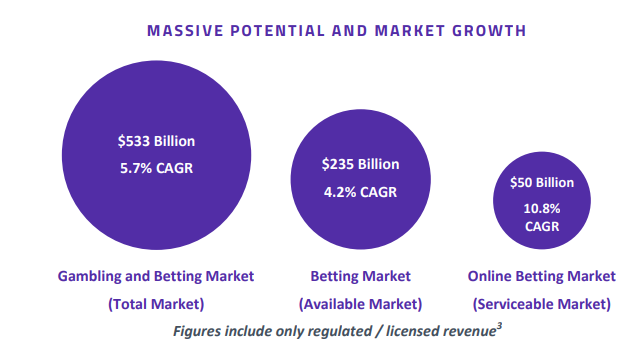 MASSIVE POTENTIAL AND MARKET GROWTH
$533 Billion
5.7% CAGR
$235 Billion
4.2% CAGR
$50 Billion
10.8%
CAGR
Gambling and Betting Market
(Total Market)
Betting Market
(Available Market)
Online Betting Market
(Serviceable Market)
Figures include only regulated / licensed revenue³